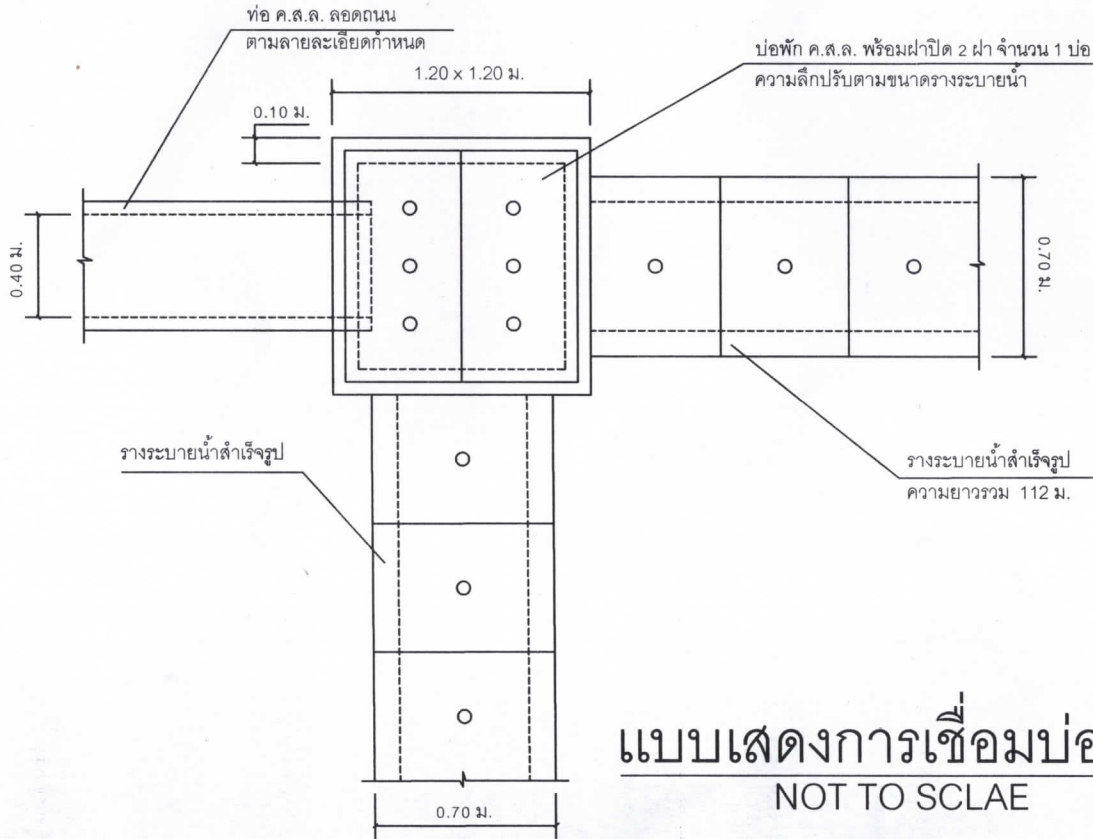 ท่อ ค.ส.ล. ลอดถนน
ตามลายละเอียดกำหนด
บ่อพัก ค.ส.ล. พร้อมฝาปิด 2 ฝา จำนวน 1 บ่อ
ความลึกปรับตามขนาดรางระบายน้ำ
1.20 x 1.20 ม.
0.10 ม.
0.40 ม.
0.70 ม.
รางระบายน้ำสำเร็จรูป
รางระบายน้ำสำเร็จรูป
ความยาวรวม 112 ม.
แบบแสดงการเชื่อมบ่อ
NOT TO SCLAE
0.70 ม.